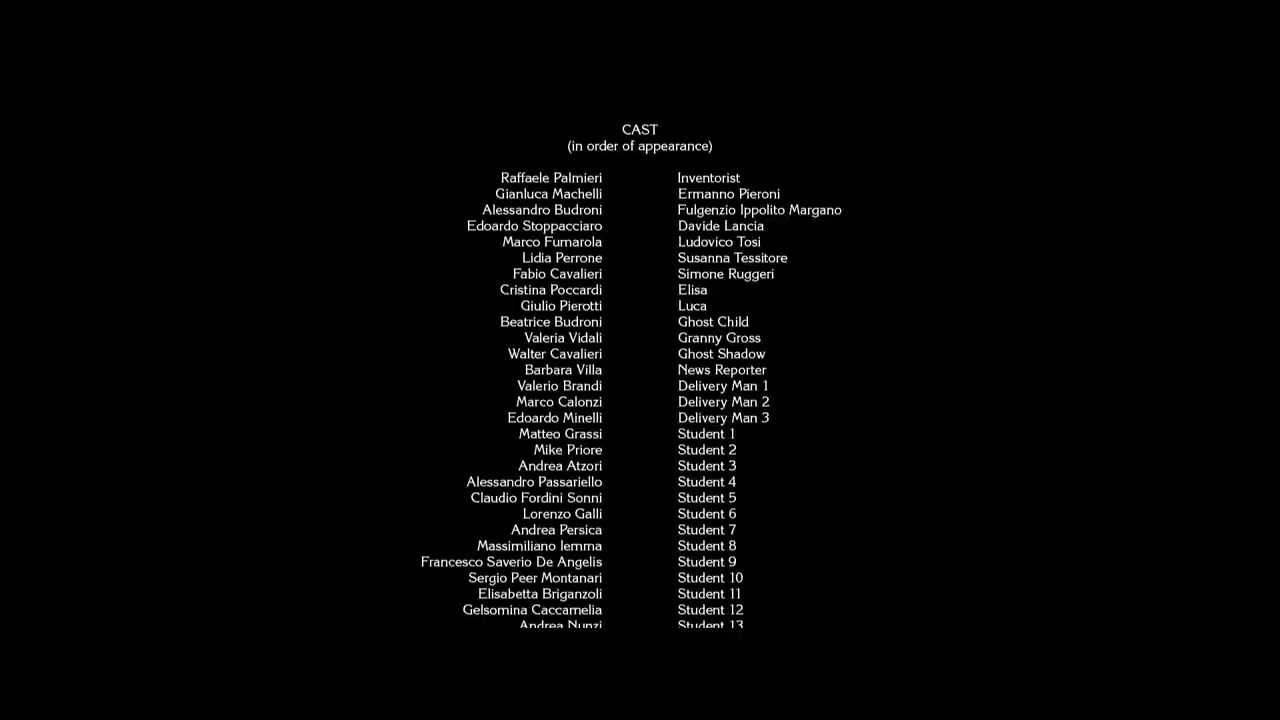 CAST
(in order of appearance)
Raffaele Palmieri Inventorist
Gianluca Machelli Ermanno Pieroni
Alessandro Budroni Fulgenzio Ippolito Margano
Edoardo Stoppacciaro Davide Lancia
Marco Fumarola Ludovico Tosi
Lidia Perrone Susanna Tessitore
Fabio Cavalieri Simone Ruggeri
Cristina Poccardi Elisa
Giulio Pierotti Luca
Beatrice Budroni Ghost Child
Valeria Vidali Granny Gross
Walter Cavalieri Ghost Shadow
Barbara Villa News Reporter
Valerio Brandi Delivery Man 1
Marco Calonzi Delivery Man 2
Edoardo Minelli Delivery Man 3
Matteo Grassi Student 1
Mike Priore Student 2
Andrea Atzori Student 3
Alessandro Passariello Student 4
Claudio Fordini Sonni Student 5
Lorenzo Galli Student 6
Andrea Persica Student 7
Massimiliano Iemma Student 8
Francesco Saverio De Angelis Student 9
Sergio Peer Montanari Student 10
Elisabetta Briganzoli Student 11
Gelsomina Caccamelia Student 12
Andrea Nunzi Student 13